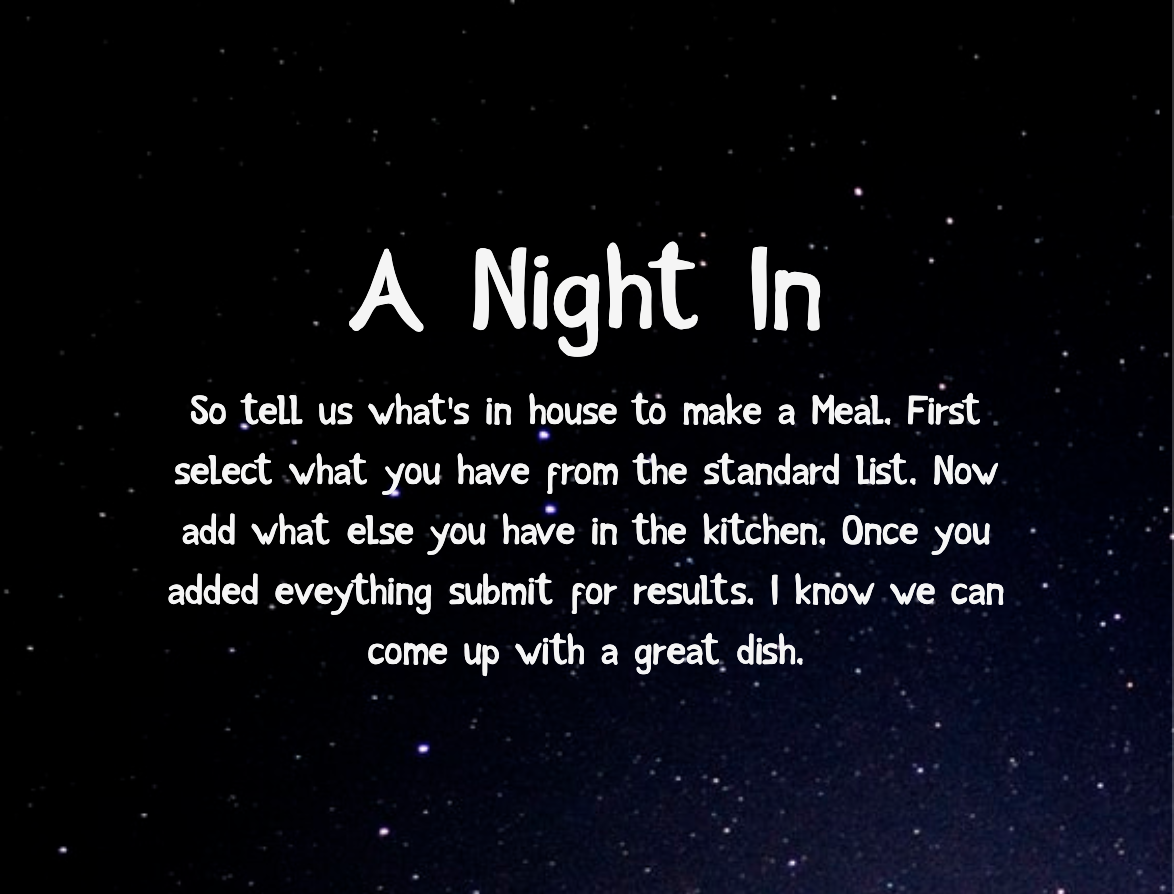 A Night In
So tell us what's in house to make a Meal. First
select what you have from the standard list. Now
add what else you have in the kitchen. Once you
added eveything submit for results. I know we can
come up with a great dish.